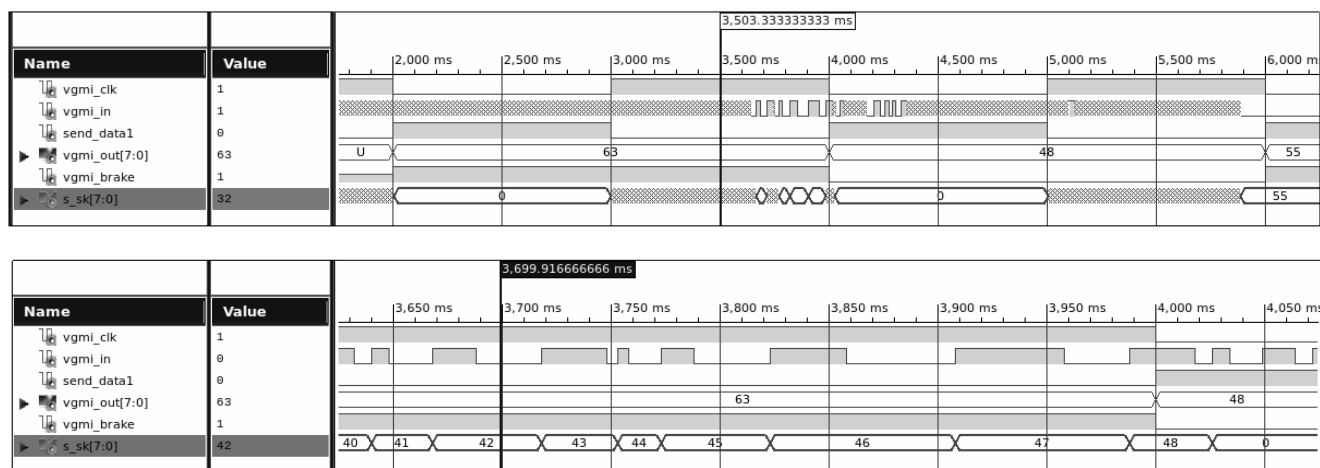 3,503.333333333 ms
Name Value 2,000 ms 2,500 ms 3,000 ms 3,500 ms 4,000 ms 4,500 ms 5,000 ms 5,500 ms 6,000 ms
vgmi_clk 1
vgmi_in 1
send_data1 0
vgmi_out[7:0] 63 U 63 48 55
vgmi_brake 1
s_sk[7:0] 32 0 0 55
3,699.916666666 ms
Name Value 3,650 ms 3,700 ms 3,750 ms 3,800 ms 3,850 ms 3,900 ms 3,950 ms 4,000 ms 4,050 ms
vgmi_clk 1
vgmi_in 0
send_data1 0
vgmi_out[7:0] 63 63 48
vgmi_brake 1
s_sk[7:0] 42 40 41 42 43 44 45 46 47 48 0